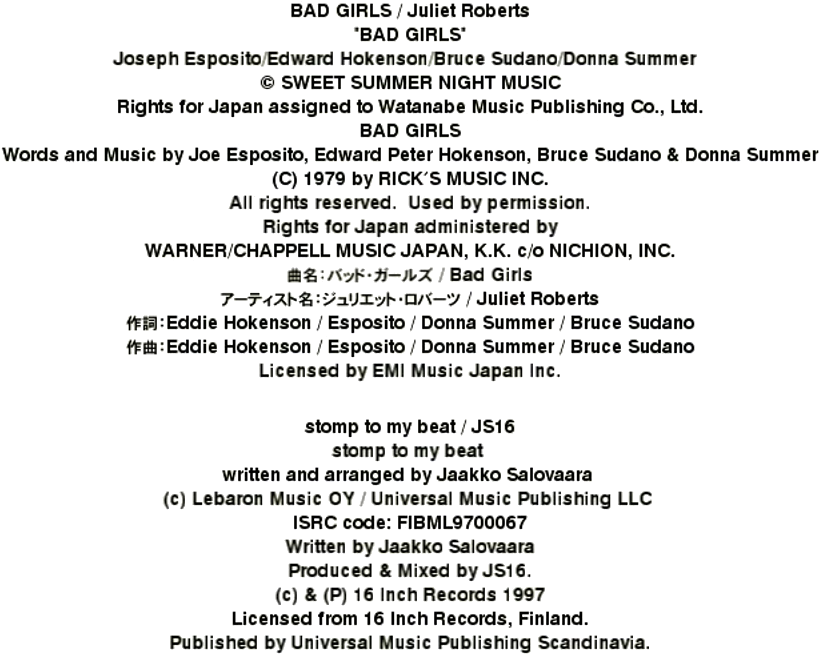 BAD GIRLS / Juliet Roberts
"BAD GIRLS"
Joseph Esposito/Edward Hokenson/Bruce Sudano/Donna Summer
© SWEET SUMMER NIGHT MUSIC
Rights for Japan assigned to Watanabe Music Publishing Co., Ltd.
BAD GIRLS
Words and Music by Joe Esposito, Edward Peter Hokenson, Bruce Sudano & Donna Summer
(C) 1979 by RICK´S MUSIC INC.
All rights reserved.  Used by permission.
Rights for Japan administered by
WARNER/CHAPPELL MUSIC JAPAN, K.K. c/o NICHION, INC.
曲名:バッド・ガールズ / Bad Girls
アーティスト名:ジュリエット・ロバーツ / Juliet Roberts
作詞:Eddie Hokenson / Esposito / Donna Summer / Bruce Sudano
作曲:Eddie Hokenson / Esposito / Donna Summer / Bruce Sudano
Licensed by EMI Music Japan Inc.
stomp to my beat / JS16
stomp to my beat
written and arranged by Jaakko Salovaara
(c) Lebaron Music OY / Universal Music Publishing LLC
ISRC code: FIBML9700067
Written by Jaakko Salovaara
Produced & Mixed by JS16.
(c) & (P) 16 Inch Records 1997
Licensed from 16 Inch Records, Finland.
Published by Universal Music Publishing Scandinavia.